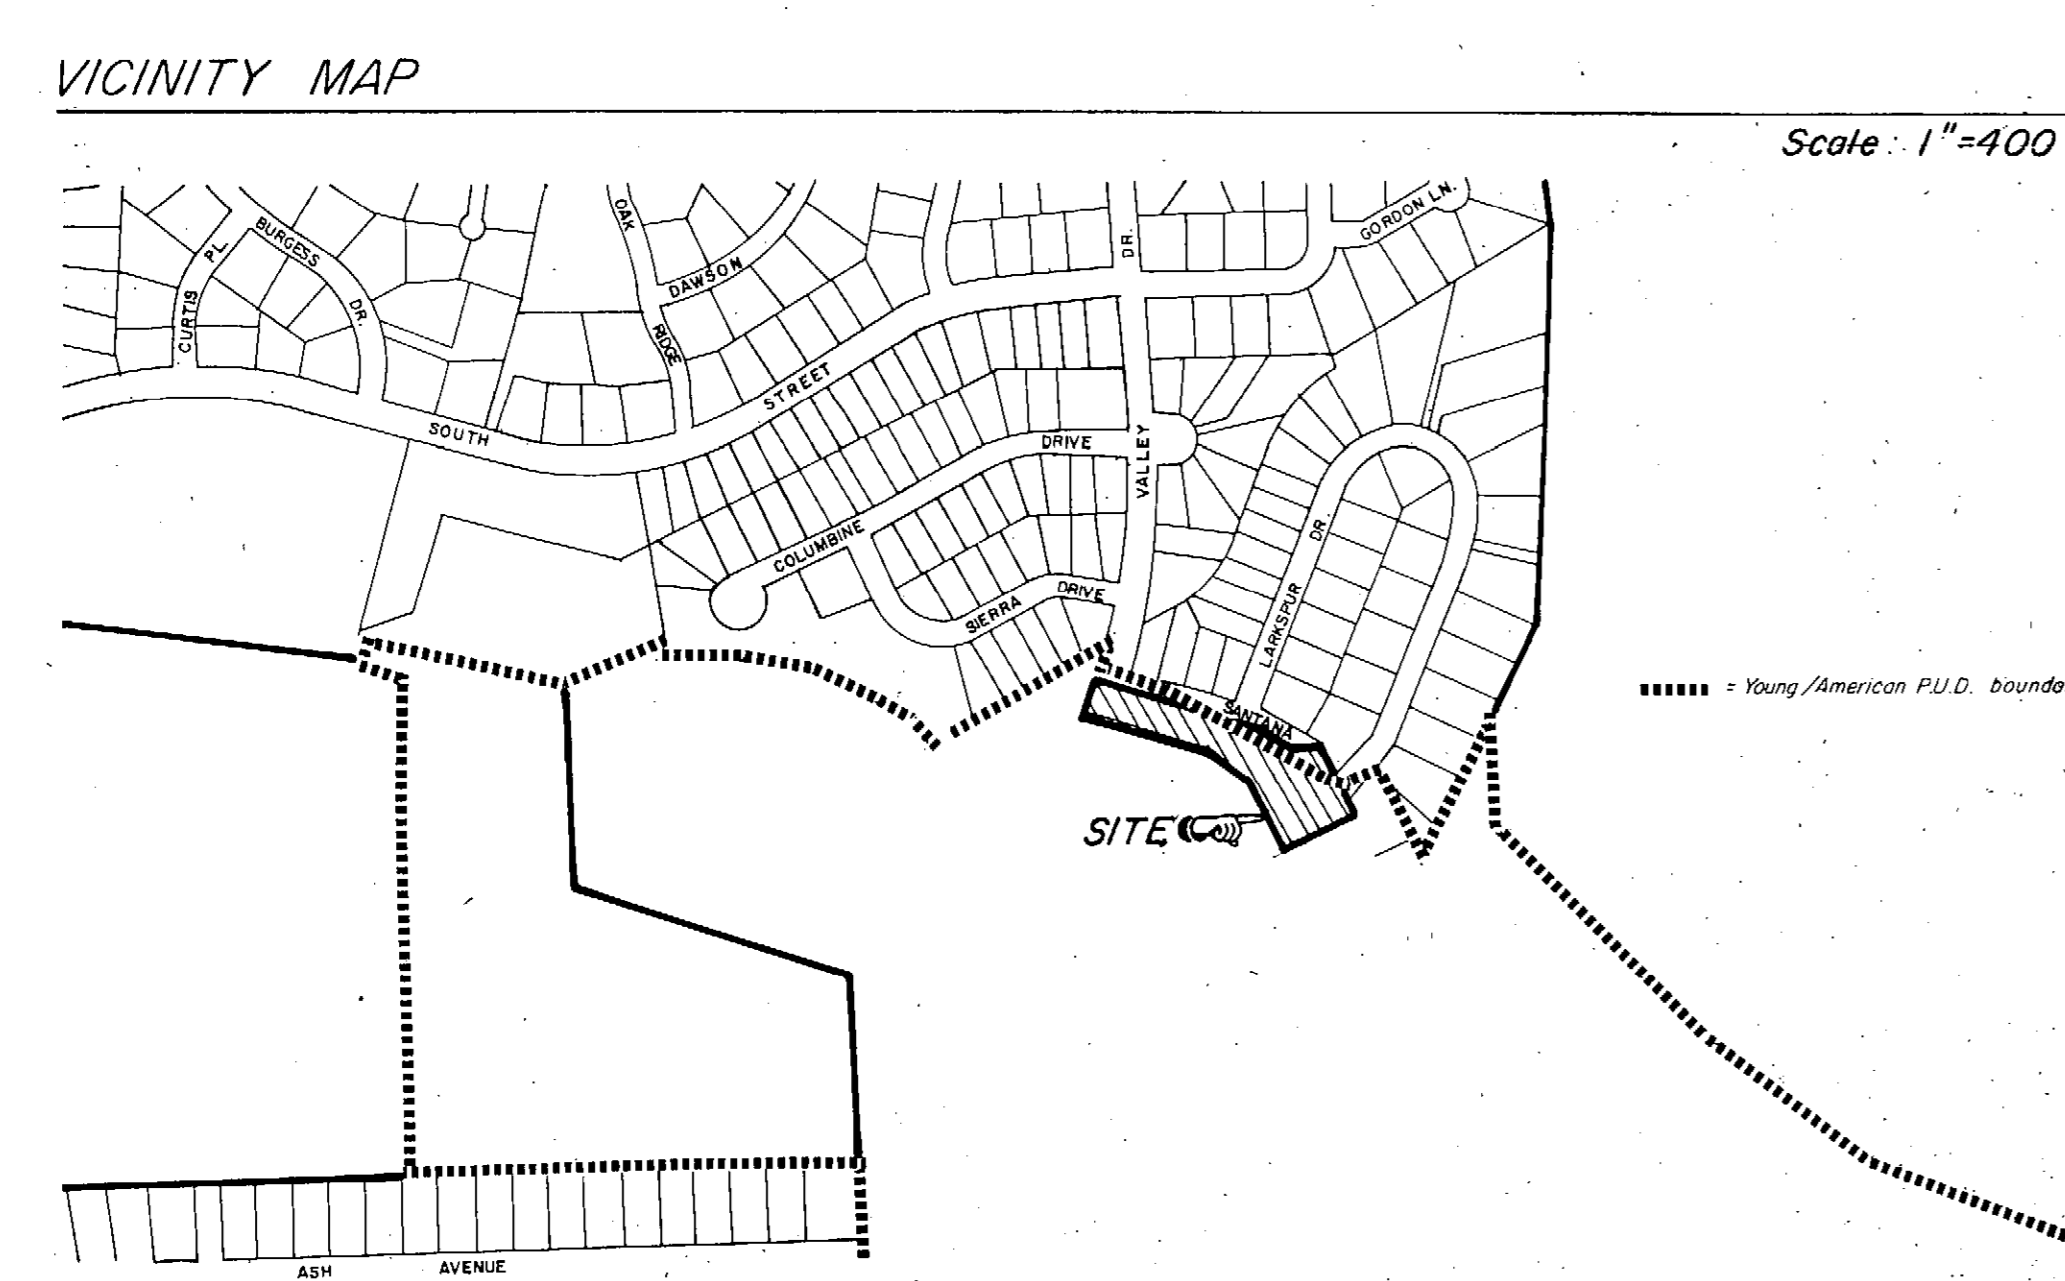 VICINITY MAP
Scale: 1"=400
GORDON LN.
OAK
BURGESS
PL.
DR.
DAWSON
CURTIS
DR.
RIDGE
STREET
SOUTH
DRIVE
VALLEY
COLUMBINE
DR.
DRIVE
SIERRA
LARKSPUR
= Young/American P.U.D. bounda
SANTANA
SITE
ASH AVENUE